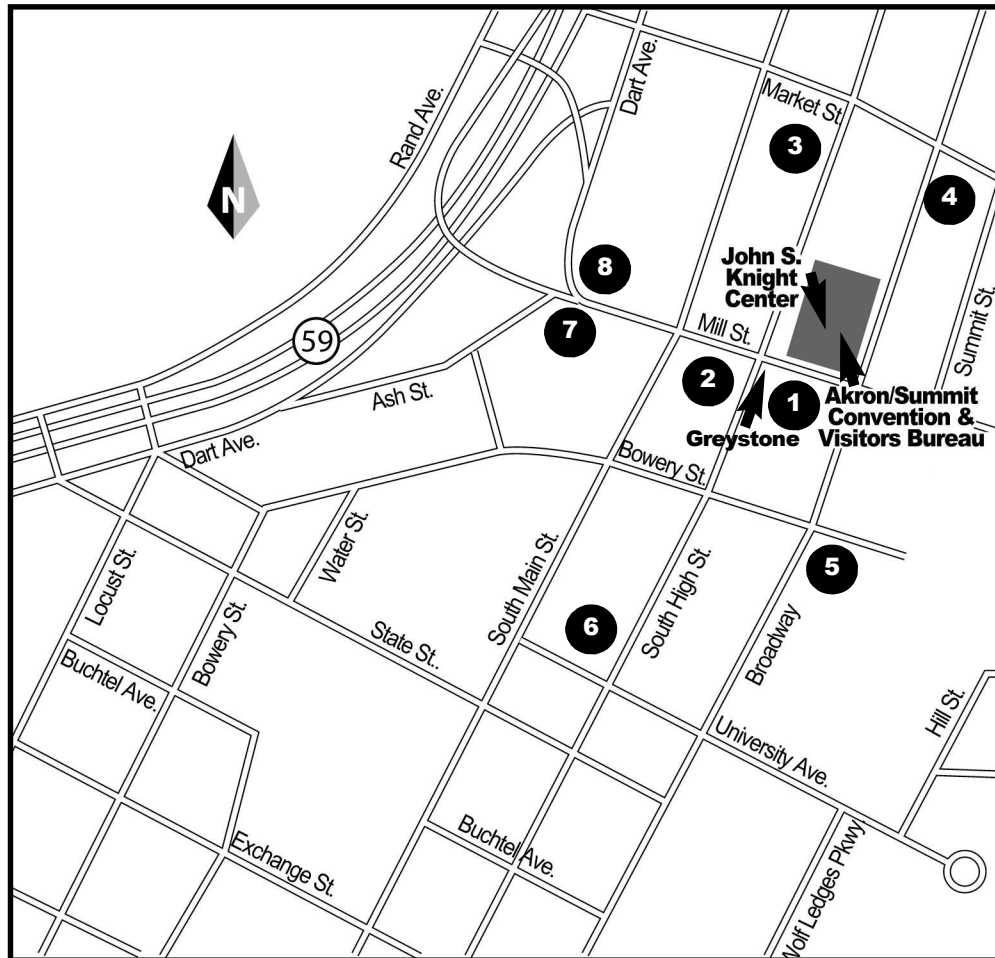 Rand Ave.
Dart Ave.
Market St.
3
4
N
8
John S.
Knight
Center
59
7
Mill St.
Summit St.
2
1
Ash St.
Akron/Summit
Convention &
Visitors Bureau
Greystone
Dart Ave.
Bowery St.
Water St.
Locust St.
5
South Main St.
South High St.
6
Bowery St.
State St..
Broadway
Buchtel Ave.
Hill St.
University Ave.
Exchange St.
Buchtel Ave.
Wolf Ledges Pkwy